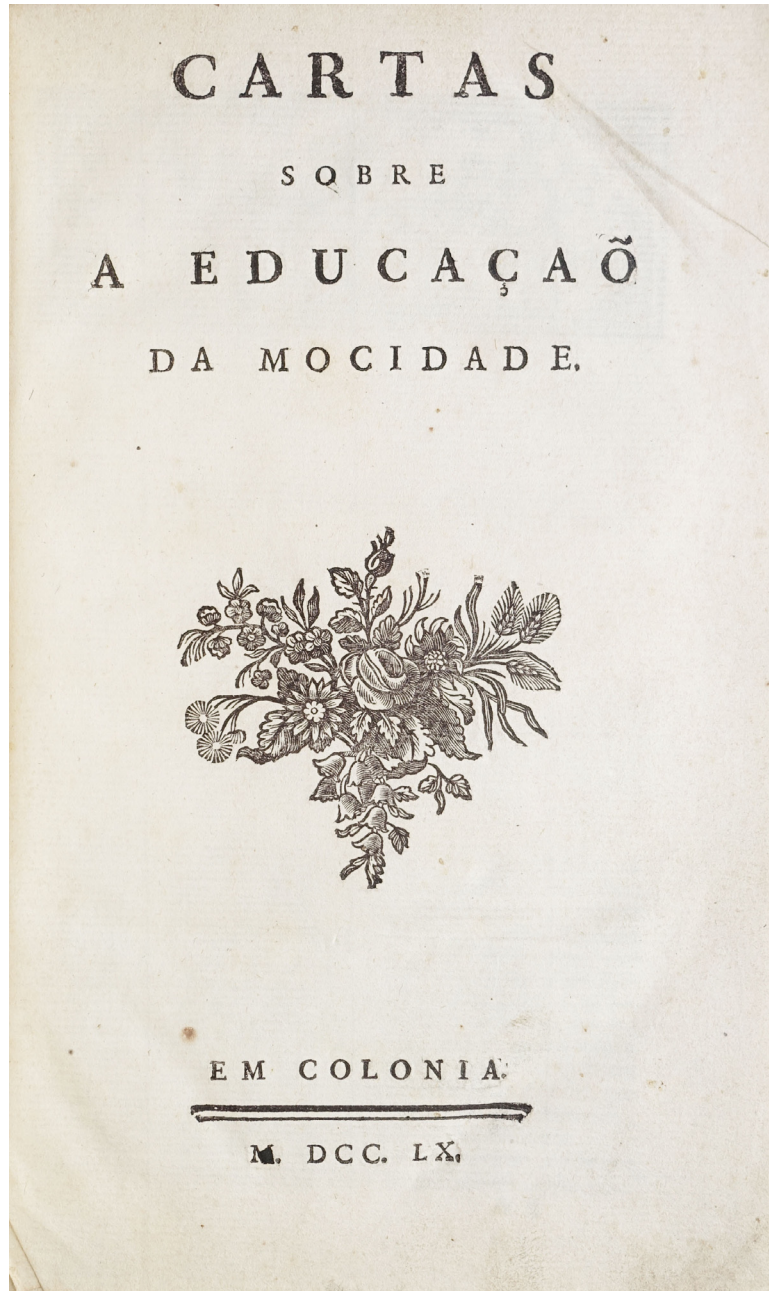 CARTAS
SOBRE
A EDUCAÇAÕ
DA MOCIDADE.
EM COLONIA.
M. DCC. LX.